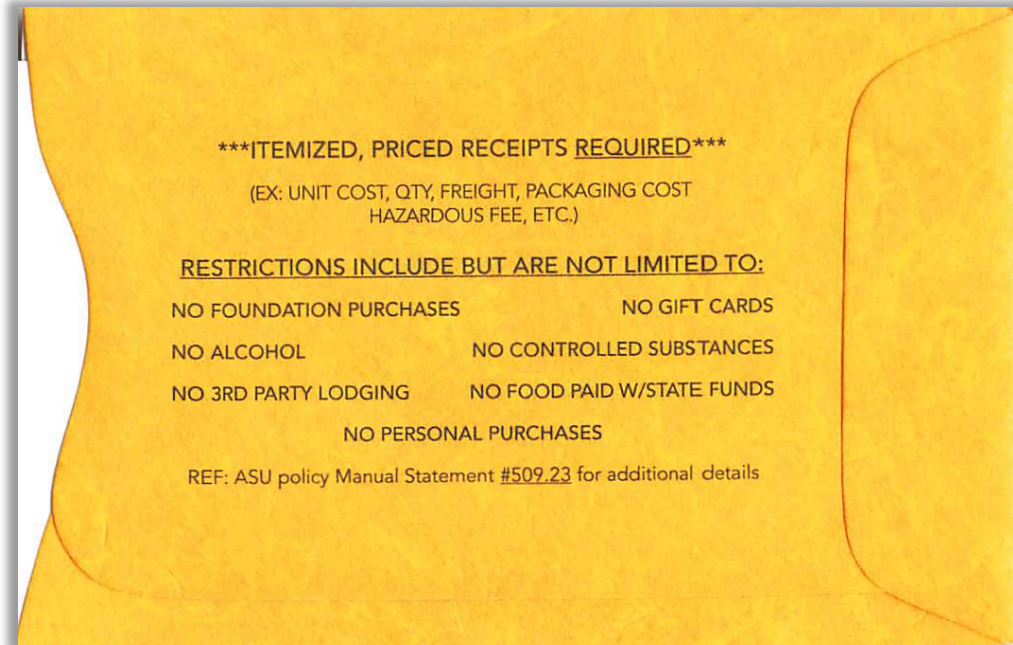 ***ITEMIZED, PRICED RECEIPTS REQUIRED***
(EX: UNIT COST, QTY, FREIGHT, PACKAGING COST
HAZARDOUS FEE, ETC.)
RESTRICTIONS INCLUDE BUT ARE NOT LIMITED TO:
NO FOUNDATION PURCHASES NO GIFT CARDS
NO ALCOHOL NO CONTROLLED SUBSTANCES
NO 3RD PARTY LODGING NO FOOD PAID W/STATE FUNDS
NO PERSONAL PURCHASES
REF: ASU policy Manual Statement #509.23 for additional details